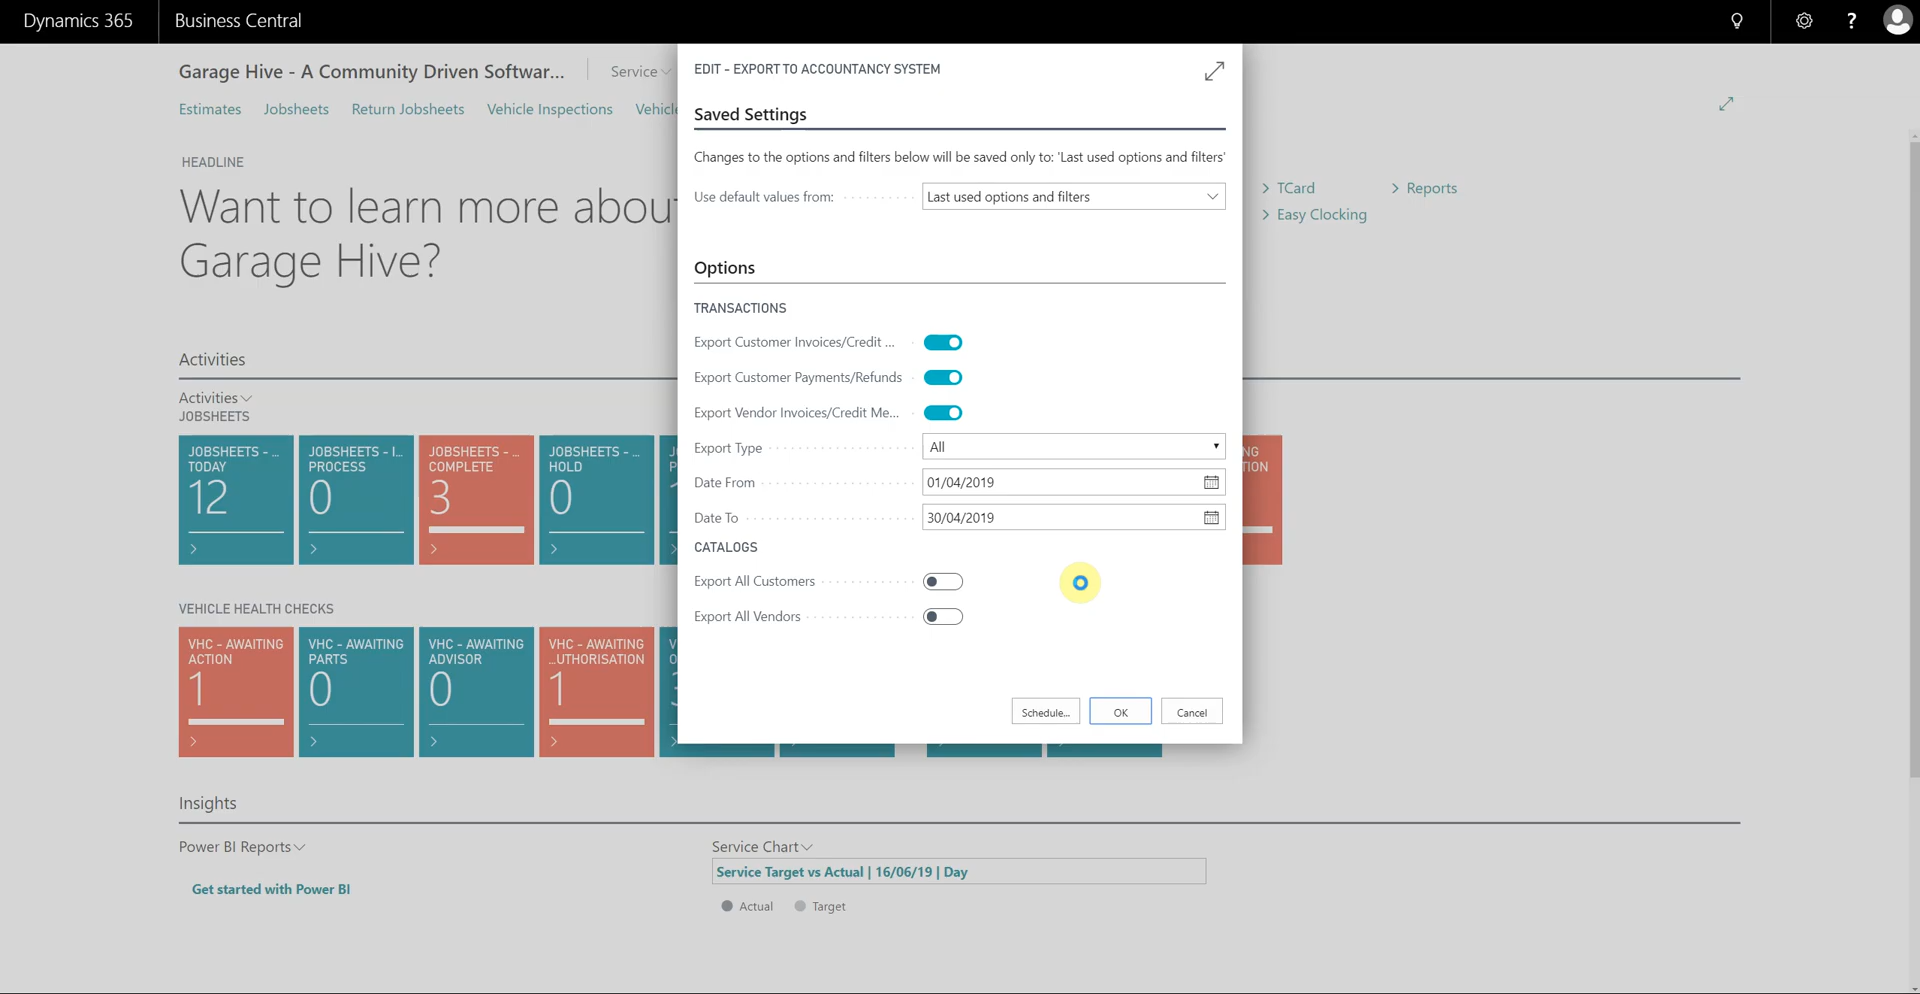 Dynamics 365
Business Central
?
Garage Hive - A Community Driven Softwar...
Service
Estimates
Jobsheets
Return Jobsheets
Vehicle Inspections
HEADLINE
Want to learn more
Garage Hive?
Activities
Activities
JOBSHEETS
JOBSHEETS - ...
TODAY
12
JOBSHEETS - I...
PROCESS
0
JOBSHEETS - ...
COMPLETE
3
JOBSHEETS - ...
HOLD
0
VEHICLE HEALTH CHECKS
VHC - AWAITING
ACTION
1
VHC - AWAITING
PARTS
0
VHC - AWAITING
ADVISOR
0
VHC - AWAITING
...UTHORISATION
1
Insights
Power BI Reports
Get started with Power BI
Service Chart
Service Target vs Actual | 16/06/19 | Day
Actual
Target
EDIT - EXPORT TO ACCOUNTANCY SYSTEM
Saved Settings
Changes to the options and filters below will be saved only to: 'Last used options and filters'
Use default values from:
Last used options and filters
Options
TRANSACTIONS
Export Customer Invoices/Credit ...
Export Customer Payments/Refunds
Export Vendor Invoices/Credit Me...
Export Type
All
Date From
01/04/2019
Date To
30/04/2019
CATALOGS
Export All Customers
Export All Vendors
Schedule...
OK
Cancel
> TCard
> Reports
> Easy Clocking